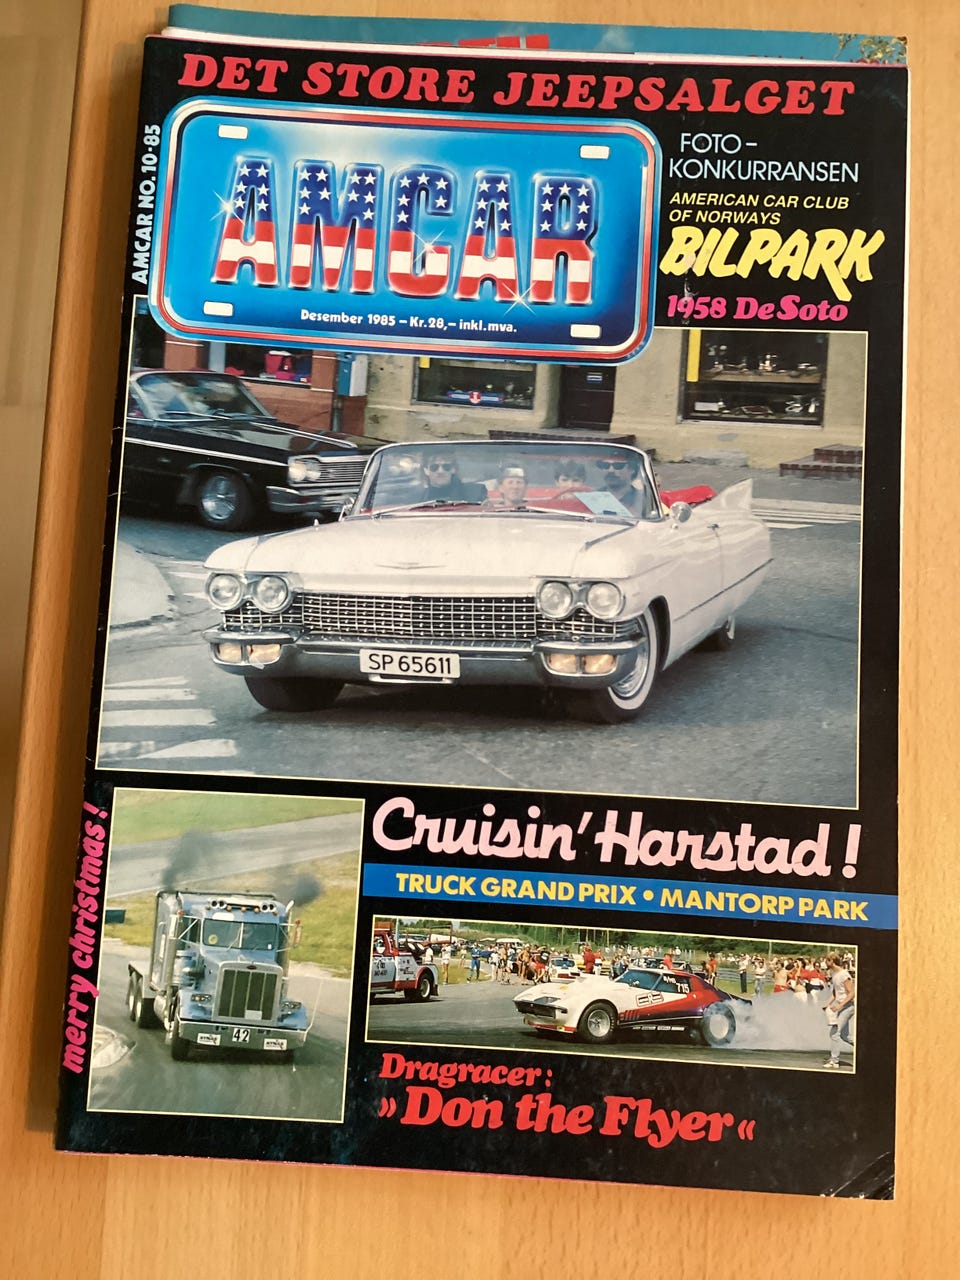 DET STORE JEEPSALGET
AMCAR NO. 10-85
AMCAR
Desember 1985 – Kr. 28,– inkl. mva.
FOTO –
KONKURRANSEN
AMERICAN CAR CLUB
OF NORWAYS
BILPARK
1958 DeSoto
SP 65611
merry christmas!
Cruisin' Harstad!
TRUCK GRAND PRIX • MANTORP PARK
42
715
Dragracer:
»Don the Flyer«